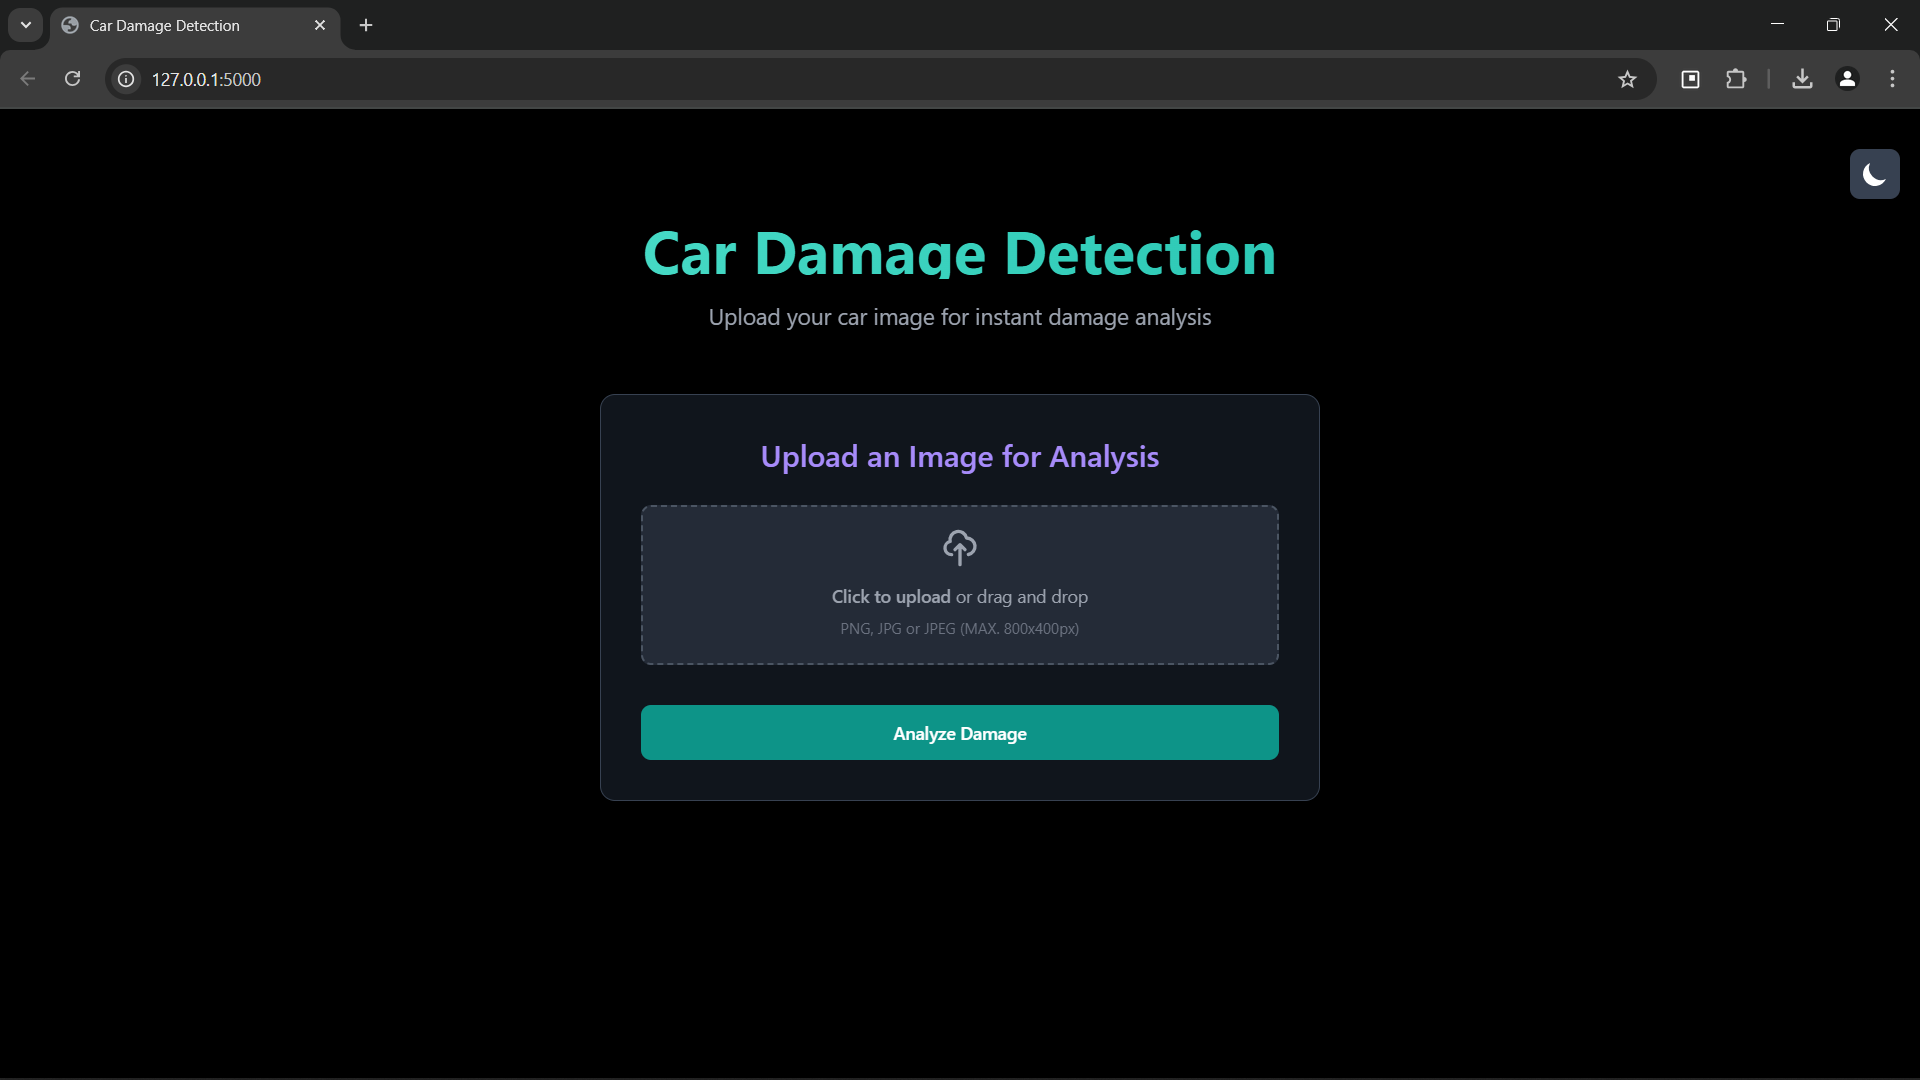 Car Damage Detection
127.0.0.1:5000
Car Damage Detection
Upload your car image for instant damage analysis
Upload an Image for Analysis
Click to upload or drag and drop
PNG, JPG or JPEG (MAX. 800x400px)
Analyze Damage